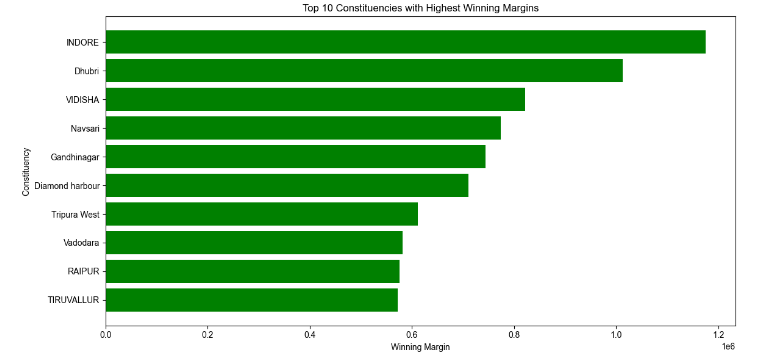 Top 10 Constituencies with Highest Winning Margins
Constituency
INDORE
Dhubri
VIDISHA
Navsari
Gandhinagar
Diamond harbour
Tripura West
Vadodara
RAIPUR
TIRUVALLUR
0.0 0.2 0.4 0.6 0.8 1.0 1.2
1e6
Winning Margin